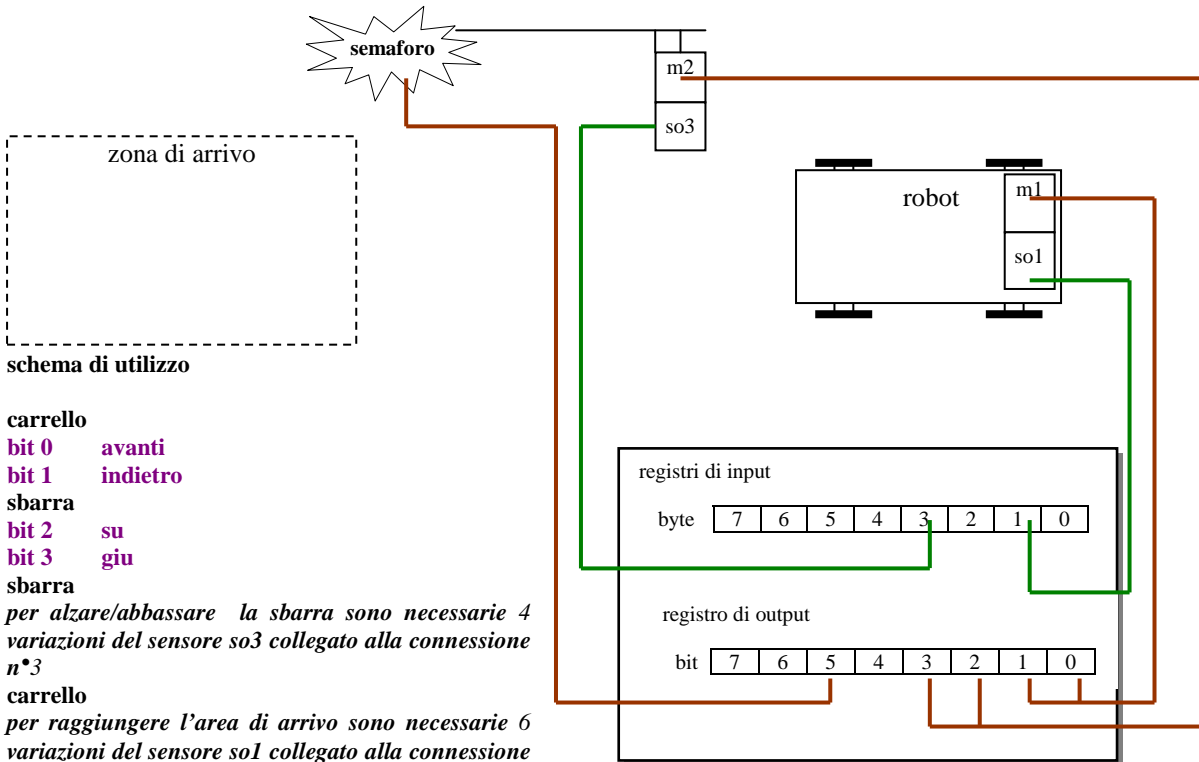 semaforo
m2
so3
zona di arrivo
robot
m1
so1
schema di utilizzo
carrello
bit 0 avanti
bit 1 indietro
sbarra
bit 2 su
bit 3 giu
sbarra
per alzare/abbassare la sbarra sono necessarie 4
variazioni del sensore so3 collegato alla connessione
n°3
carrello
per raggiungere l'area di arrivo sono necessarie 6
variazioni del sensore so1 collegato alla connessione
registri di input
byte 7 6 5 4 3 2 1 0
registro di output
bit 7 6 5 4 3 2 1 0